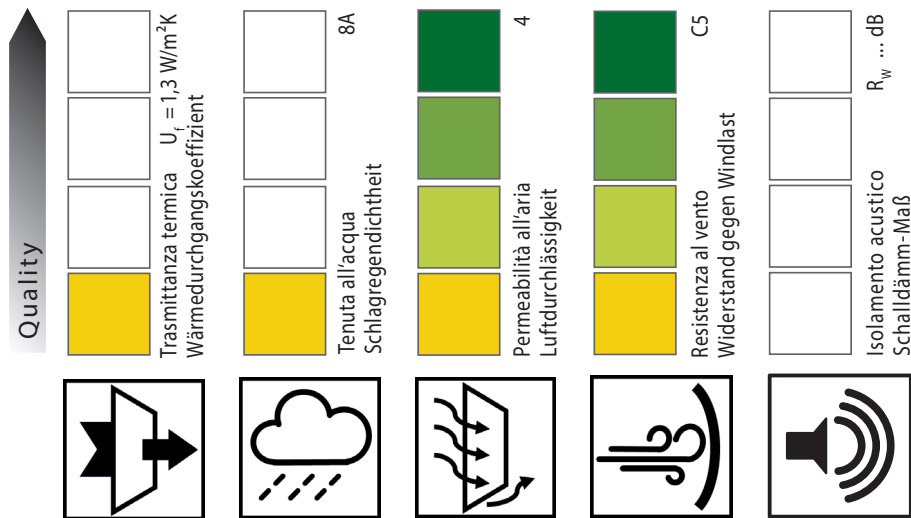 Quality
Trasmittanza termica U_f = 1,3 W/m²K
Wärmedurchgangskoeffizient
Tenuta all'acqua 8A
Schlagregendichtheit
Permeabilità all'aria 4
Luftdurchlässigkeit
Resistenza al vento C5
Widerstand gegen Windlast
Isolamento acustico R_W ... dB
Schalldämm-Maß